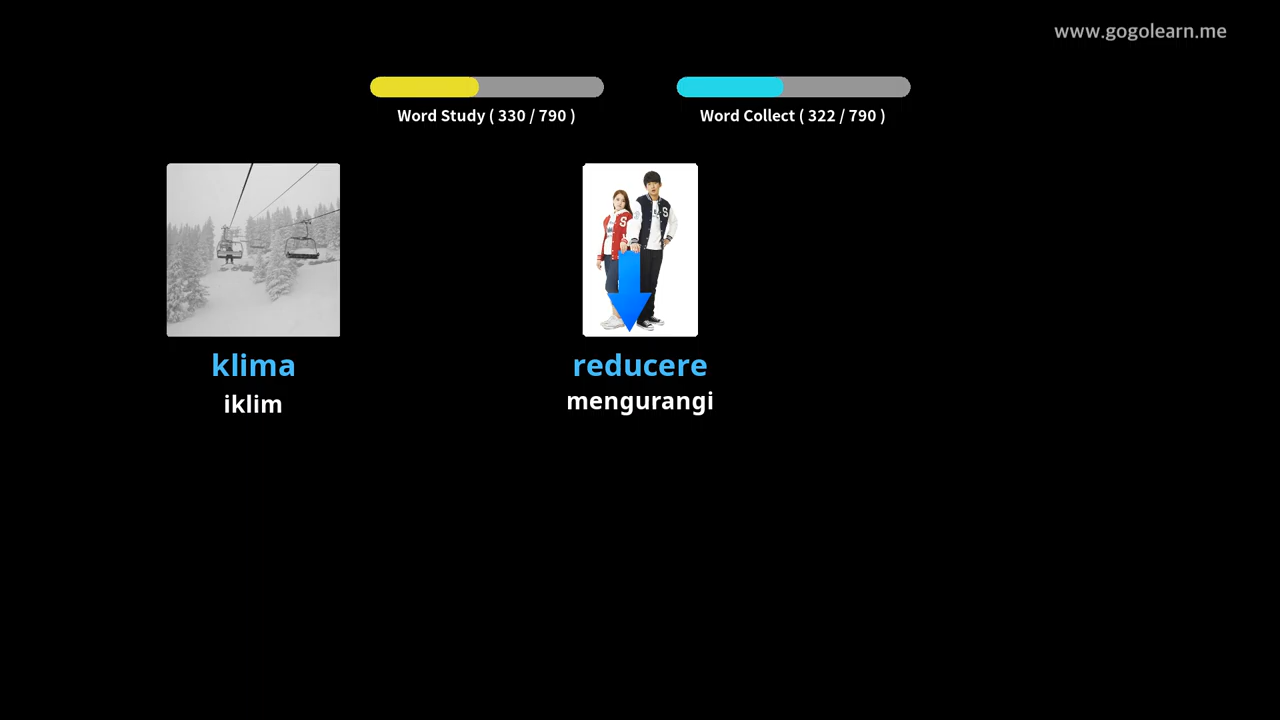 www.gogolearn.me
Word Study ( 330 / 790 )
Word Collect ( 322 / 790 )
S
S
klima
iklim
reducere
mengurangi